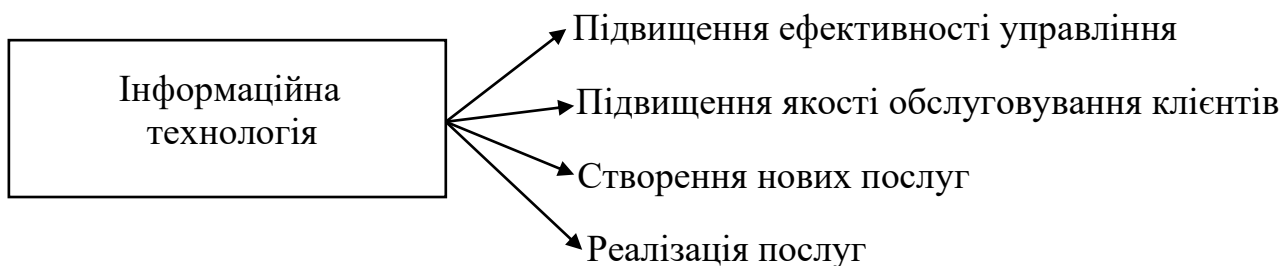 Інформаційна
технологія
Підвищення ефективності управління
Підвищення якості обслуговування клієнтів
Створення нових послуг
Реалізація послуг